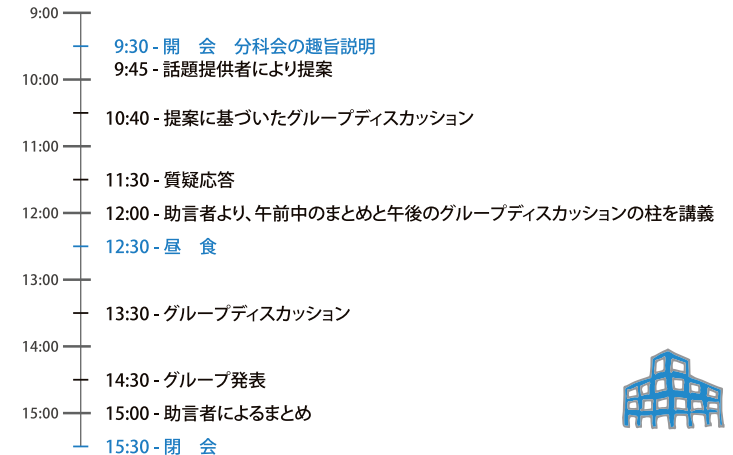 9:00
9:30 - 開　会　分科会の趣旨説明
9:45 - 話題提供者により提案
10:00
10:40 - 提案に基づいたグループディスカッション
11:00
11:30 - 質疑応答
12:00 12:00 - 助言者より、午前中のまとめと午後のグループディスカッションの柱を講義
12:30 - 昼　食
13:00
13:30 - グループディスカッション
14:00
14:30 - グループ発表
15:00 15:00 - 助言者によるまとめ
15:30 - 閉　会